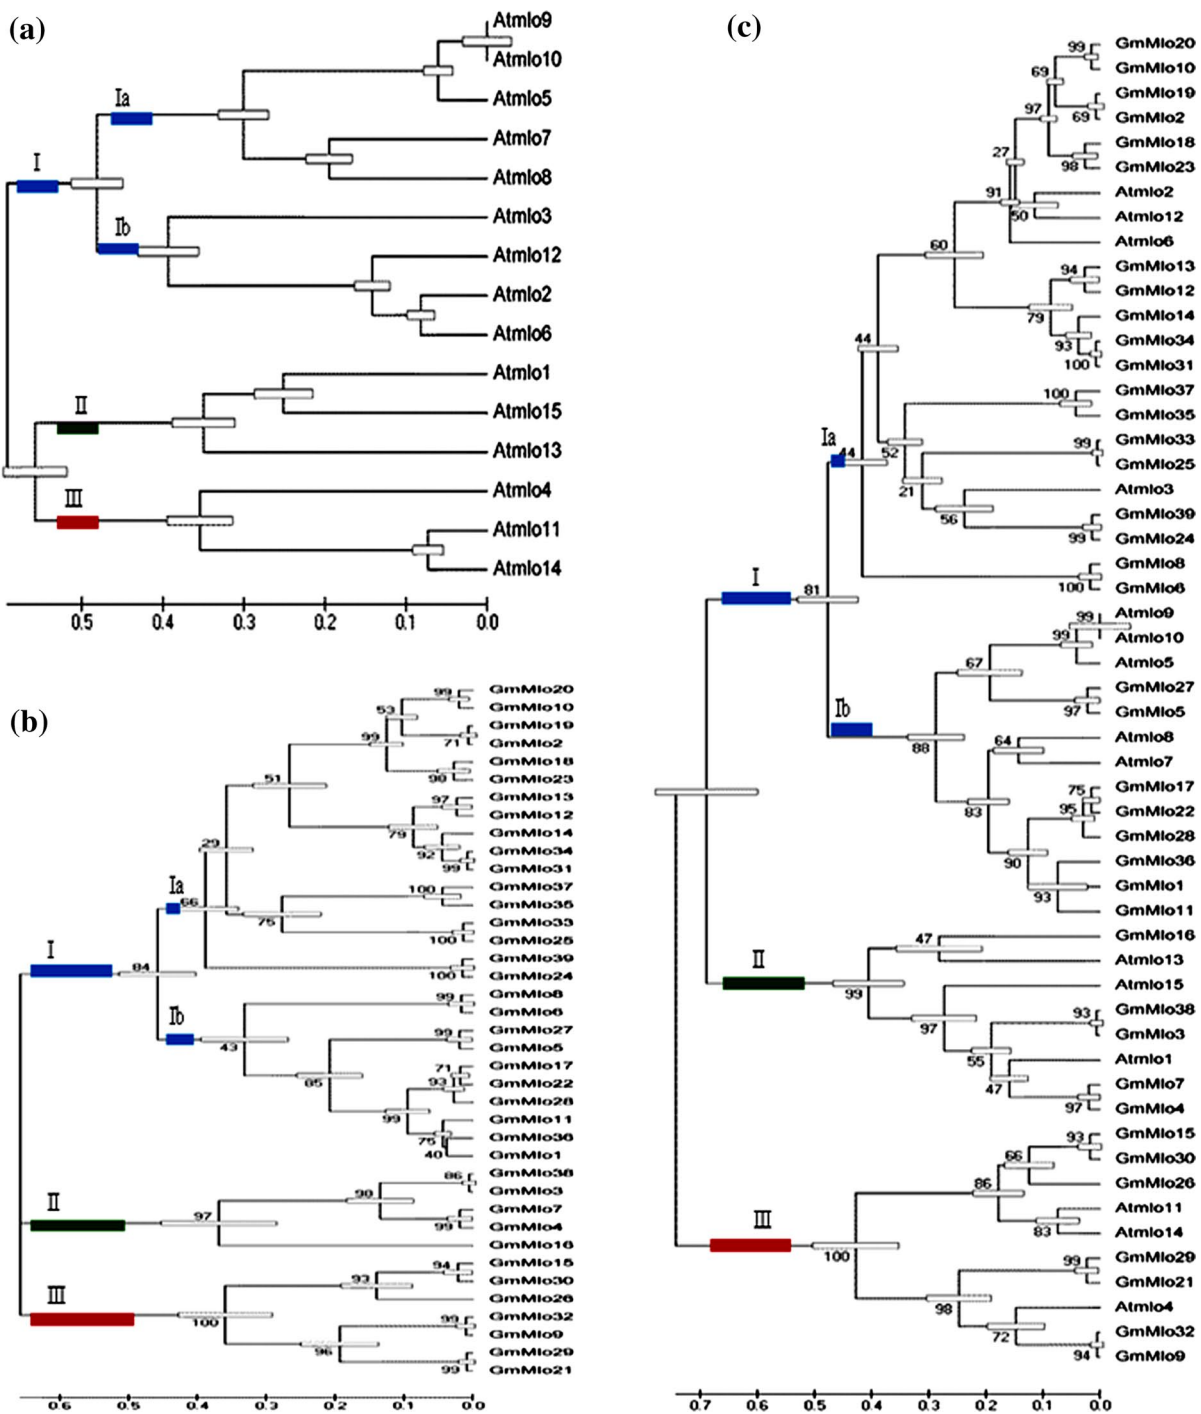 (a)
Atmlo9
Atmlo10
Ia
Atmlo5
Atmlo7
I
Atmlo8
Atmlo3
Ib
Atmlo12
Atmlo2
Atmlo6
Atmlo1
II
Atmlo15
Atmlo13
III
Atmlo4
Atmlo11
Atmlo14
0.5 0.4 0.3 0.2 0.1 0.0
(b)
99 GmMlo20
GmMlo10
53
GmMlo19
99
71 GmMlo2
GmMlo18
98 GmMlo23
51
97 GmMlo13
GmMlo12
79 GmMlo14
92 GmMlo34
29
99 GmMlo31
Ia
100 GmMlo37
66 GmMlo35
75 GmMlo33
100 GmMlo25
I
GmMlo39
84
100 GmMlo24
99 GmMlo8
GmMlo6
Ib
99 GmMlo27
43 GmMlo5
71 GmMlo17
85 93 GmMlo22
GmMlo28
99 GmMlo11
75 GmMlo36
40 GmMlo1
86 GmMlo38
98 GmMlo3
II
GmMlo7
97 99 GmMlo4
GmMlo16
94 GmMlo15
93 GmMlo30
III
GmMlo26
100 99 GmMlo32
GmMlo9
96 GmMlo29
99 GmMlo21
0.6 0.5 0.4 0.3 0.2 0.1 0.0
(c)
99 GmMlo20
GmMlo10
69
GmMlo19
97 69 GmMlo2
GmMlo18
27
98 GmMlo23
91 Atmlo2
50 Atmlo12
60 Atmlo6
94 GmMlo13
GmMlo12
79 GmMlo14
44 93 GmMlo34
100 GmMlo31
100 GmMlo37
GmMlo35
Ia
99 GmMlo33
44 52 GmMlo25
21 Atmlo3
56 GmMlo39
99 GmMlo24
I
GmMlo8
81 100 GmMlo6
99 Atmlo9
99 Atmlo10
67 Atmlo5
GmMlo27
Ib
97 GmMlo5
88 64 Atmlo8
Atmlo7
75 GmMlo17
83 95 GmMlo22
GmMlo28
90 GmMlo36
93 GmMlo1
GmMlo11
47 GmMlo16
II
Atmlo13
99 Atmlo15
97 93 GmMlo38
GmMlo3
55 Atmlo1
47 GmMlo7
97 GmMlo4
93 GmMlo15
66 GmMlo30
86 GmMlo26
III
Atmlo11
83 Atmlo14
100 99 GmMlo29
GmMlo21
98 Atmlo4
72 GmMlo32
94 GmMlo9
0.7 0.6 0.5 0.4 0.3 0.2 0.1 0.0